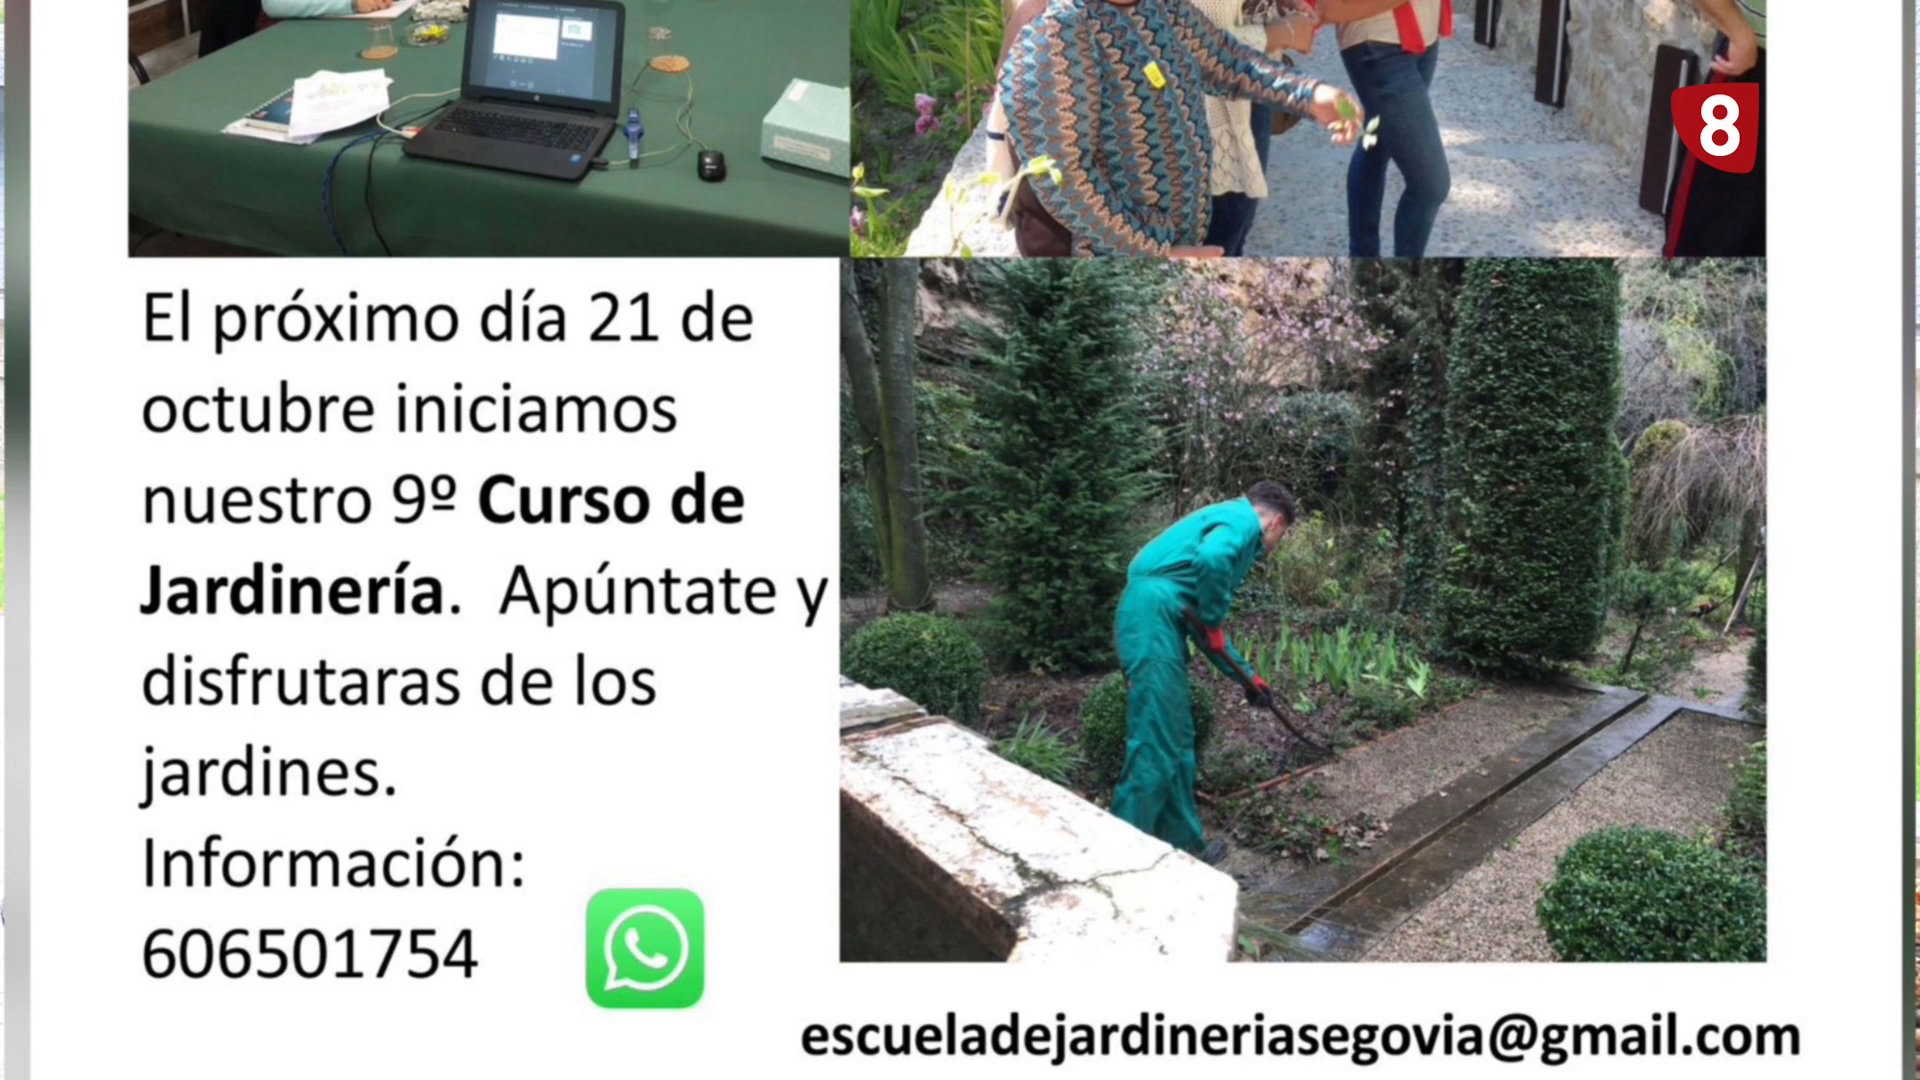 8
El próximo día 21 de
octubre iniciamos
nuestro 9º Curso de
Jardinería. Apúntate y
disfrutaras de los
jardines.
Información:
606501754
escueladejardineriasegovia@gmail.com